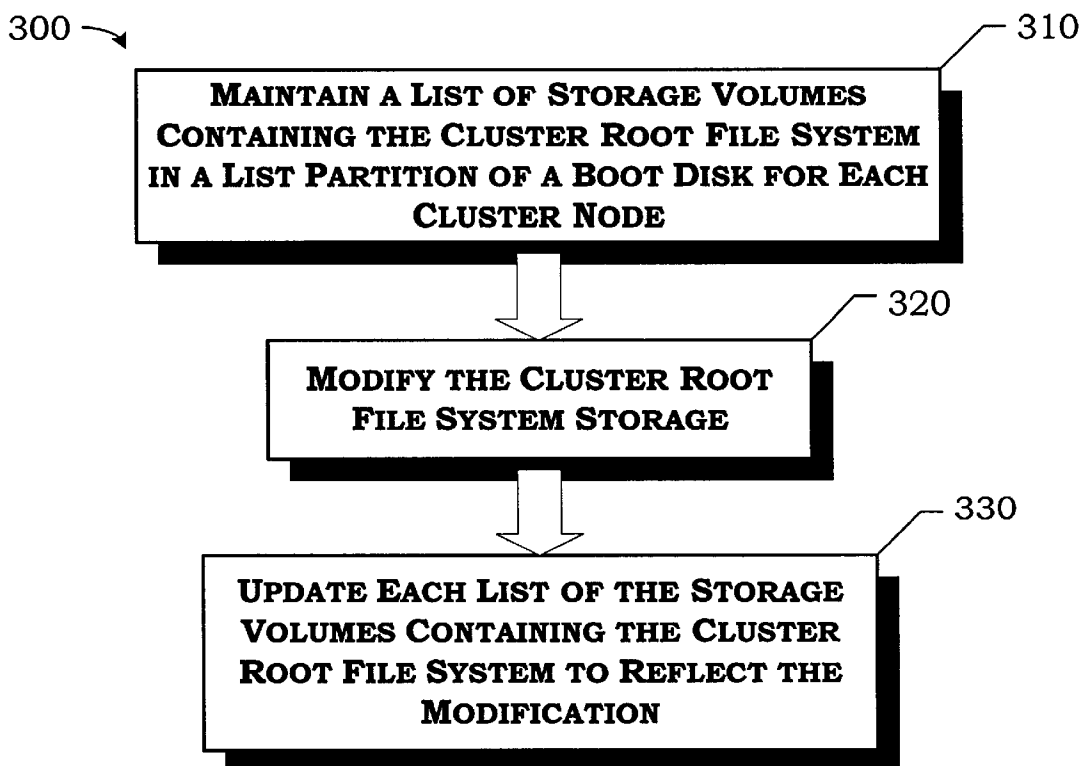 300
310
MAINTAIN A LIST OF STORAGE VOLUMES
CONTAINING THE CLUSTER ROOT FILE SYSTEM
IN A LIST PARTITION OF A BOOT DISK FOR EACH
CLUSTER NODE
320
MODIFY THE CLUSTER ROOT
FILE SYSTEM STORAGE
330
UPDATE EACH LIST OF THE STORAGE
VOLUMES CONTAINING THE CLUSTER
ROOT FILE SYSTEM TO REFLECT THE
MODIFICATION